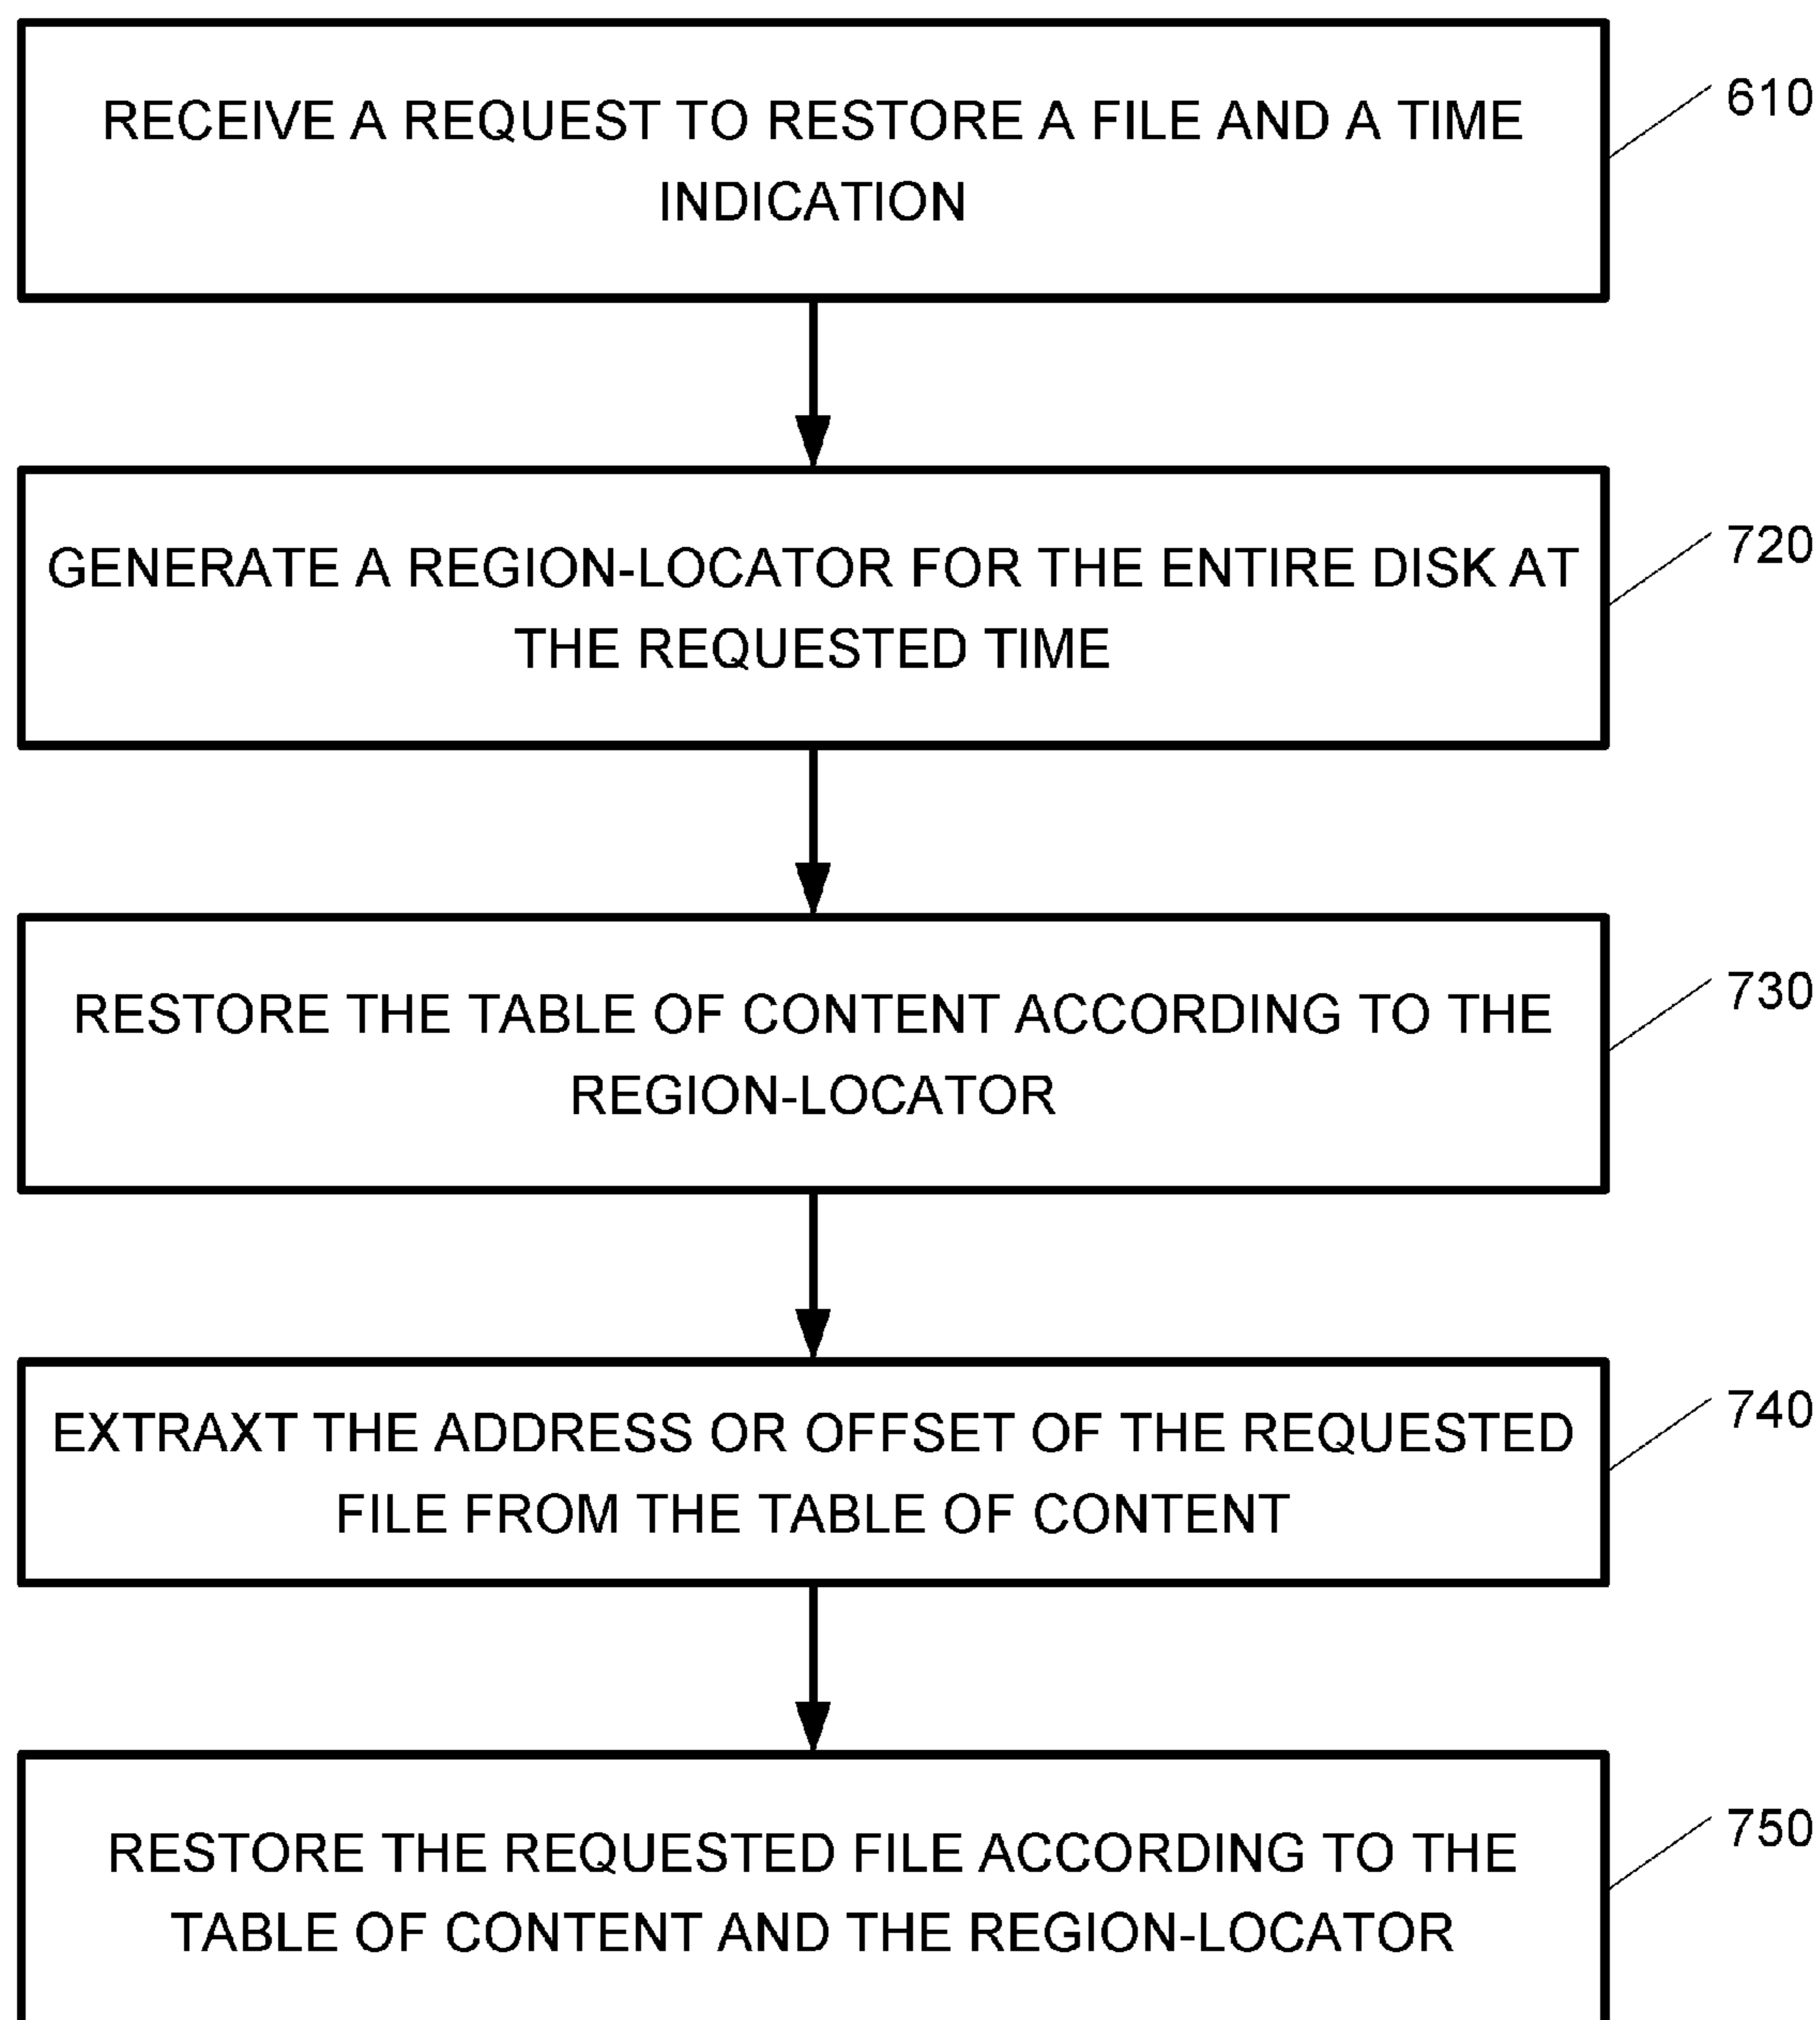 RECEIVE A REQUEST TO RESTORE A FILE AND A TIME
INDICATION
610
GENERATE A REGION-LOCATOR FOR THE ENTIRE DISK AT
THE REQUESTED TIME
720
RESTORE THE TABLE OF CONTENT ACCORDING TO THE
REGION-LOCATOR
730
EXTRAXT THE ADDRESS OR OFFSET OF THE REQUESTED
FILE FROM THE TABLE OF CONTENT
740
RESTORE THE REQUESTED FILE ACCORDING TO THE
TABLE OF CONTENT AND THE REGION-LOCATOR
750